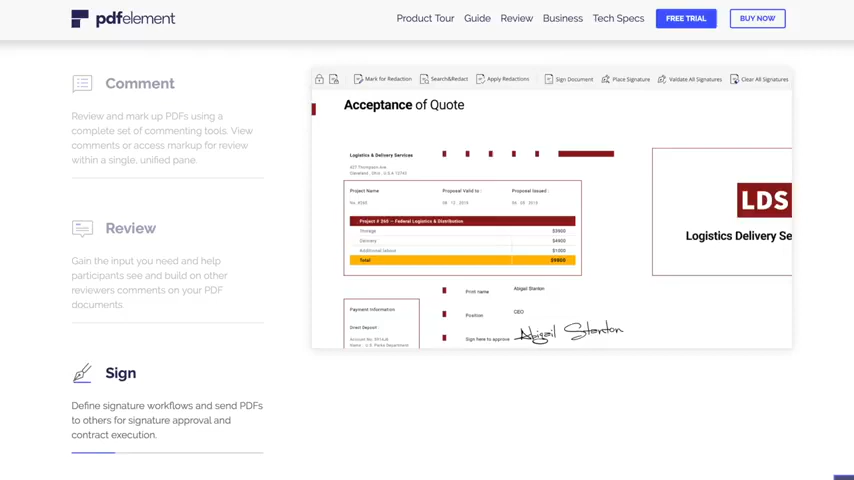 pdfelement
Product Tour Guide Review Business Tech Specs FREE TRIAL BUY NOW
Comment
Review and mark up PDFs using a
complete set of commenting tools. View
comments or access markup for review
within a single, unified pane.
Review
Gain the input you need and help
participants see and build on other
reviewers comments on your PDF
documents.
Sign
Define signature workflows and send PDFs
to others for signature approval and
contract execution.
Mark for Redaction Search&Redact Apply Redactions Sign Document Place Signature Validate All Signatures Clear All Signatures
Acceptance of Quote
Logistics & Delivery Services
Cleveland, Ohio, U.S.A 12742
Project Name Proposal Valid to : Proposal Issued :
Project # 260 – Federal Logistics & Distribution
Storage $3900
Delivery $4900
Additional labour $1000
Total $9800
LDS
Logistics Delivery Se
Print name Abigail Stanton
Position CEO
Sign here to approve Abigail Stanton
Payment Information
Direct Deposit :